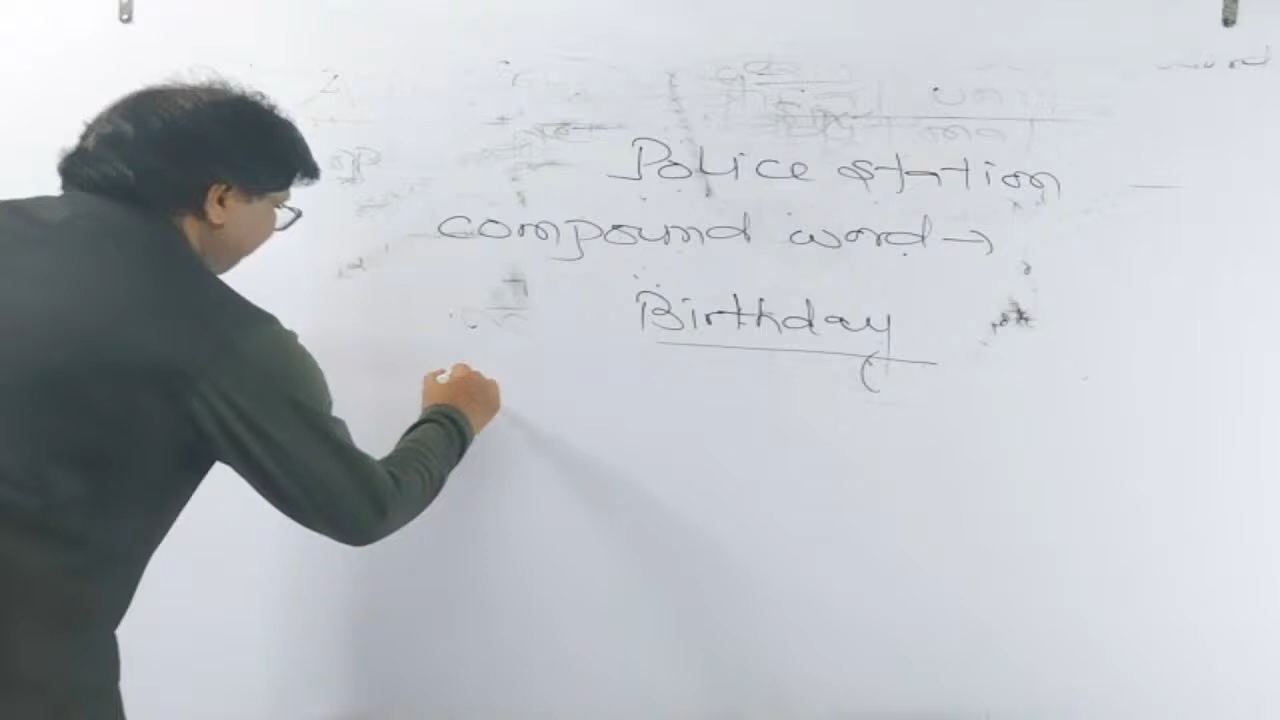 Police station
compound word →
Birthday
(